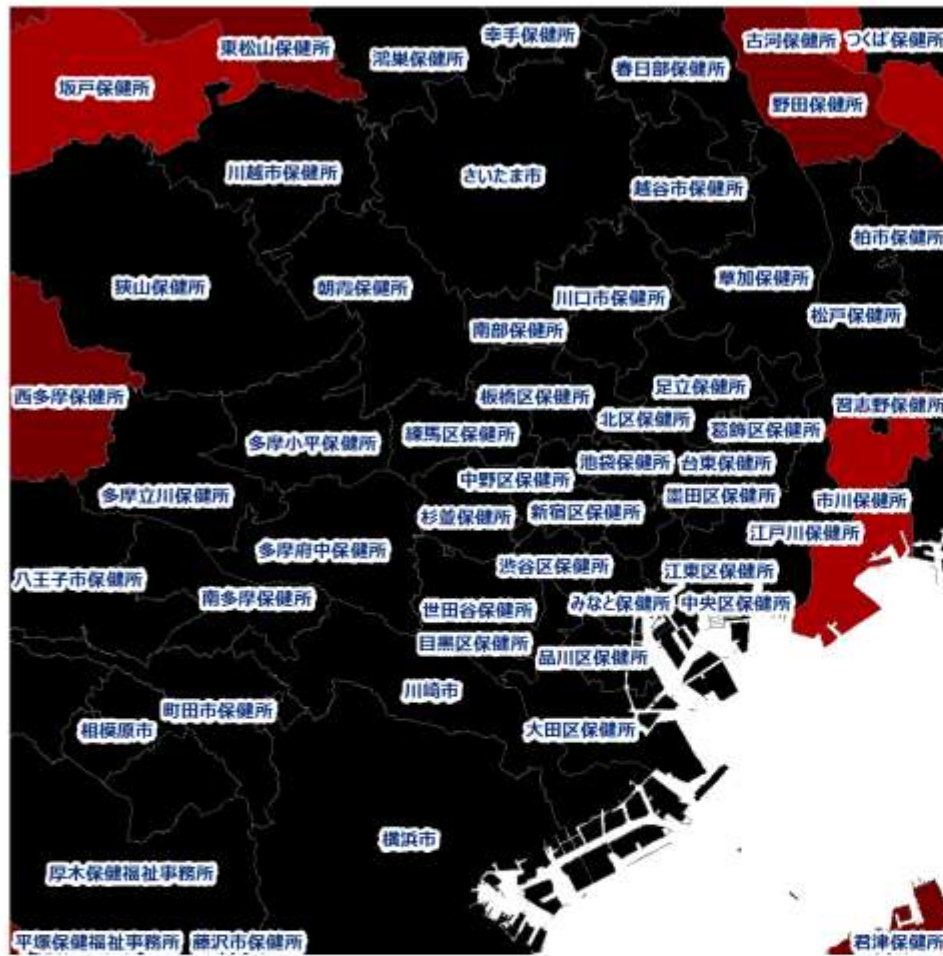 幸手保健所
東松山保健所
鴻巣保健所
古河保健所
つくば保健所
春日部保健所
坂戸保健所
野田保健所
川越市保健所
さいたま市
越谷市保健所
柏市保健所
狭山保健所
朝霞保健所
草加保健所
川口市保健所
南部保健所
松戸保健所
西多摩保健所
板橋区保健所
足立保健所
習志野保健所
多摩小平保健所
練馬区保健所
北区保健所
葛飾区保健所
中野区保健所
池袋保健所
台東保健所
多摩立川保健所
墨田区保健所
市川保健所
杉並保健所
新宿区保健所
江戸川保健所
多摩府中保健所
八王子市保健所
渋谷区保健所
江東区保健所
南多摩保健所
世田谷保健所
みなと保健所
中央区保健所
目黒区保健所
品川区保健所
川崎市
町田市保健所
相模原市
大田区保健所
横浜市
厚木保健福祉事務所
平塚保健福祉事務所
藤沢市保健所
君津保健所